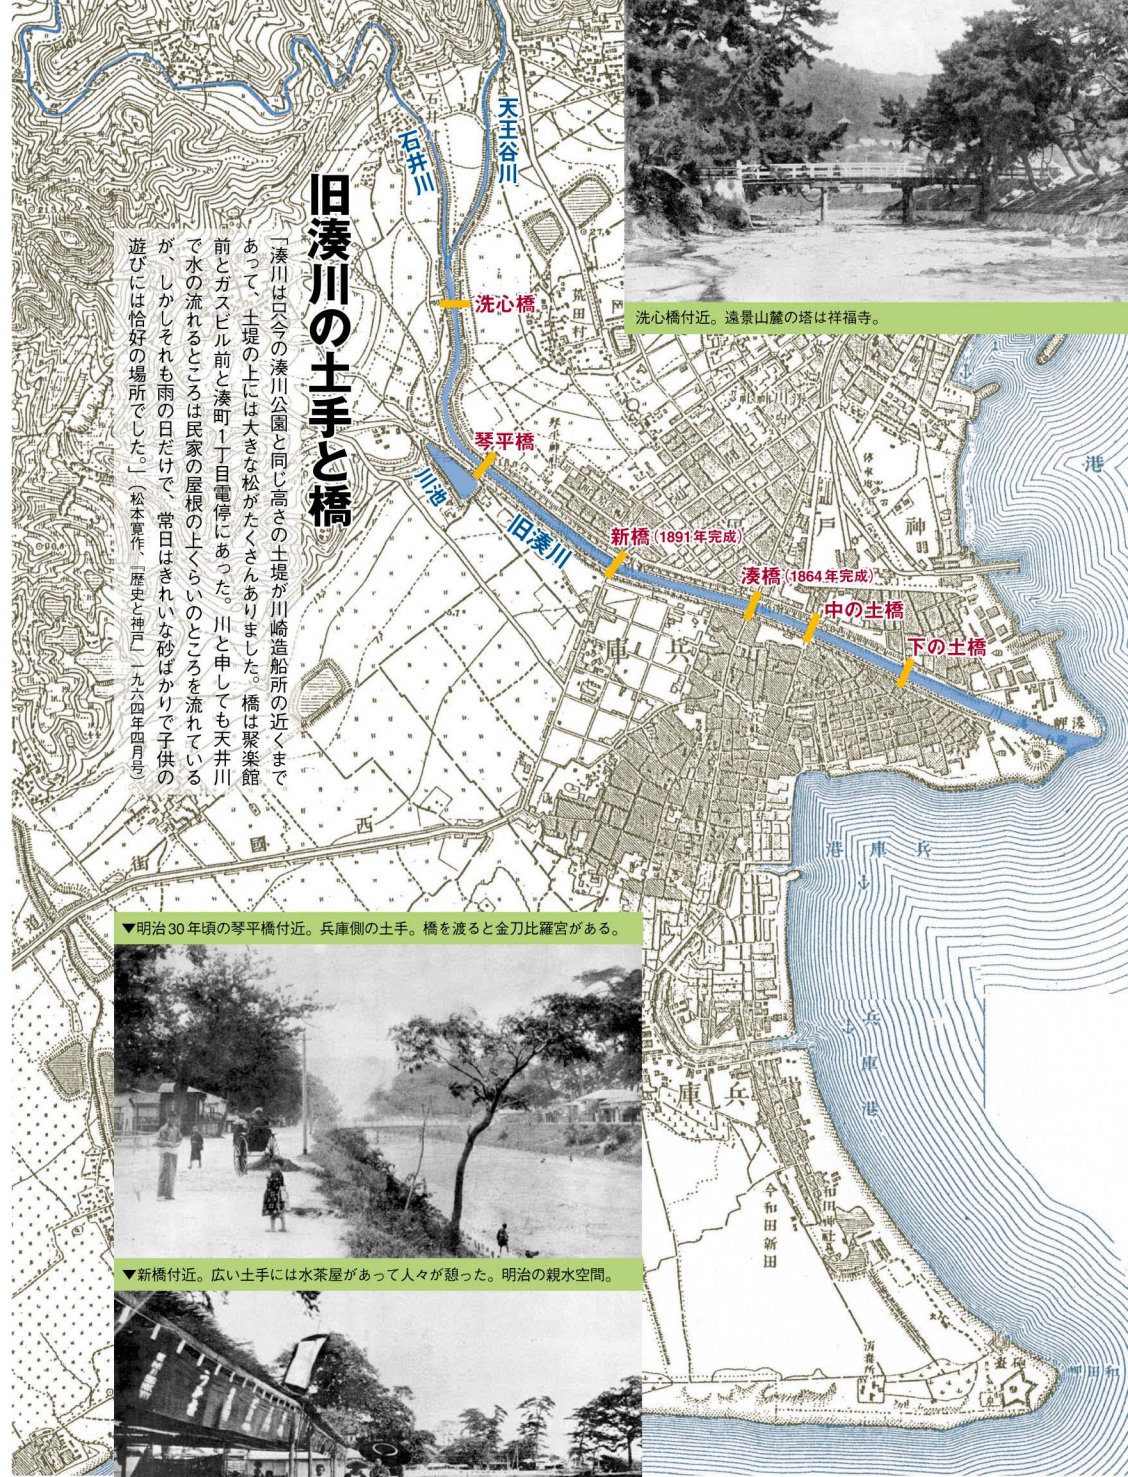 旧湊川の土手と橋
「湊川は只今の湊川公園と同じ高さの土堤が川崎造船所の近くまで
あって、土堤の上には大きな松がたくさんありました。橋は聚楽館
前とガスビル前と湊町1丁目電停にあった。川と申しても天井川
で水の流れるところは民家の屋根の上くらいのところを流れている
が、しかしそれも雨の日だけで、常日はきれいな砂ばかりで子供の
遊びには恰好の場所でした。」(松本寛作、『歴史と神戸』一九六四年四月号)
天王谷川
石井川
洗心橋
琴平橋
川池
旧湊川
新橋(1891年完成)
湊橋(1864年完成)
中の土橋
下の土橋
洗心橋付近。遠景山麓の塔は祥福寺。
荒田村
港
神
戸
兵
庫
西
國
街
兵庫港
兵庫港
兵
庫
和田岬
▼明治30年頃の琴平橋付近。兵庫側の土手。橋を渡ると金刀比羅宮がある。
▼新橋付近。広い土手には水茶屋があって人々が憩った。明治の親水空間。